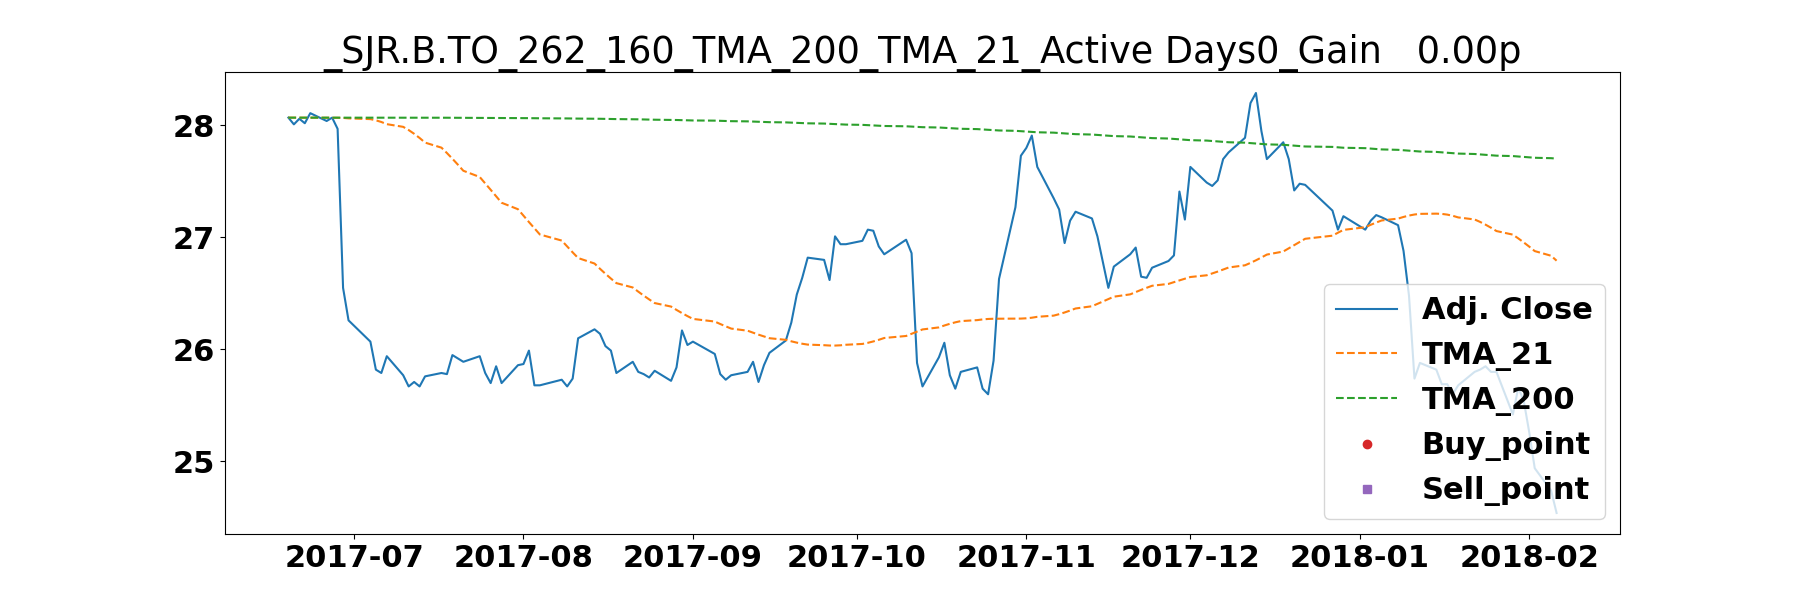 _SJR.B.TO_262_160_TMA_200_TMA_21_Active Days0_Gain   0.00p
28
27
26
25
Adj. Close
TMA_21
TMA_200
Buy_point
Sell_point
2017-07 2017-08 2017-09 2017-10 2017-11 2017-12 2018-01 2018-02